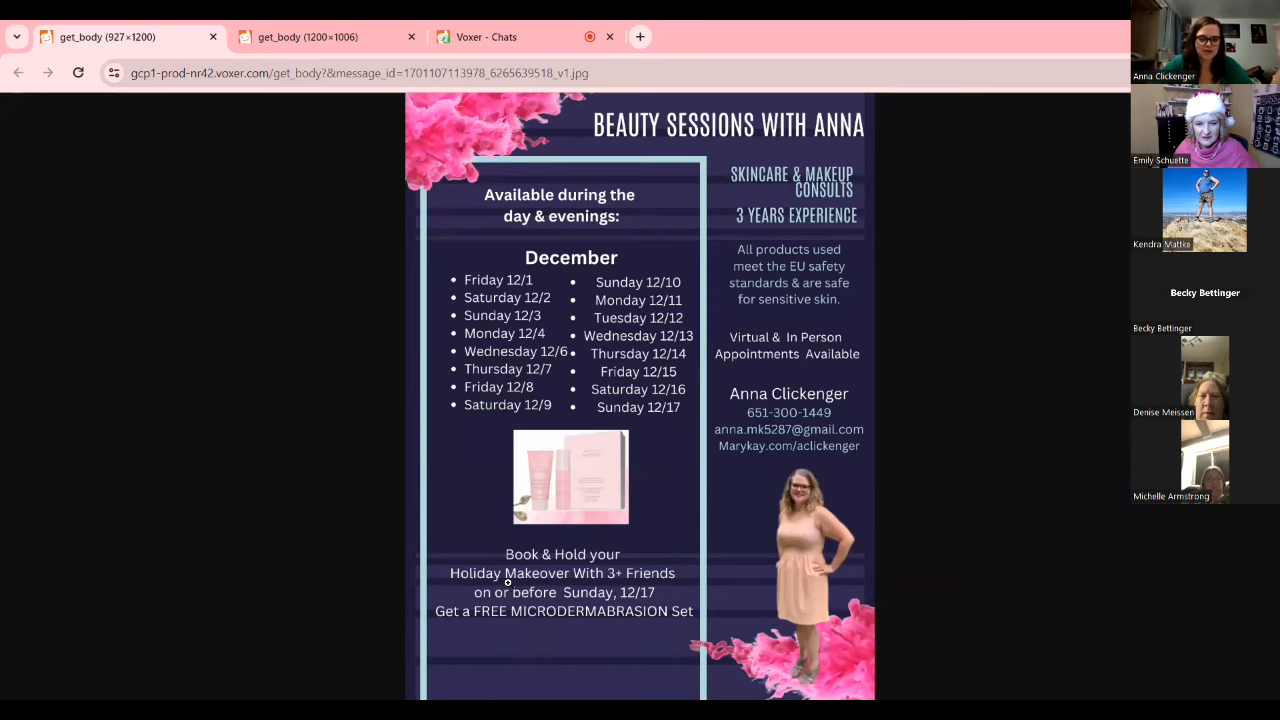 get_body (927×1200)
get_body (1200×1006)
Voxer - Chats
gcp1-prod-nr42.voxer.com/get_body?&message_id=1701107113978_6265639518_v1.jpg
BEAUTY SESSIONS WITH ANNA
Available during the
day & evenings:
December
• Friday 12/1
• Saturday 12/2
• Sunday 12/3
• Monday 12/4
• Wednesday 12/6
• Thursday 12/7
• Friday 12/8
• Saturday 12/9
• Sunday 12/10
• Monday 12/11
• Tuesday 12/12
• Wednesday 12/13
• Thursday 12/14
• Friday 12/15
• Saturday 12/16
• Sunday 12/17
Book & Hold your
Holiday Makeover With 3+ Friends
on or before Sunday, 12/17
Get a FREE MICRODERMABRASION Set
SKINCARE & MAKEUP
CONSULTS
3 YEARS EXPERIENCE
All products used
meet the EU safety
standards & are safe
for sensitive skin.
Virtual & In Person
Appointments Available
Anna Clickenger
651-300-1449
anna.mk5287@gmail.com
Marykay.com/aclickenger
Anna Clickenger
Emily Schuette
Kendra Mattke
Becky Bettinger
Becky Bettinger
Denise Meissen
Michelle Armstrong